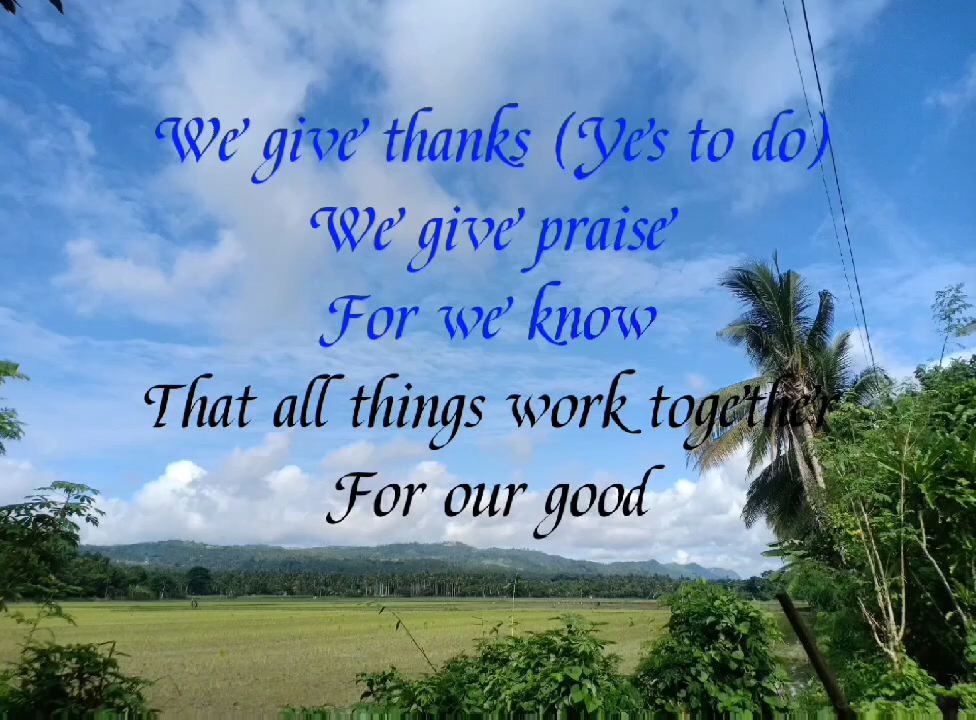 We give thanks (Yes to do)
We give praise
For we know
That all things work together
For our good